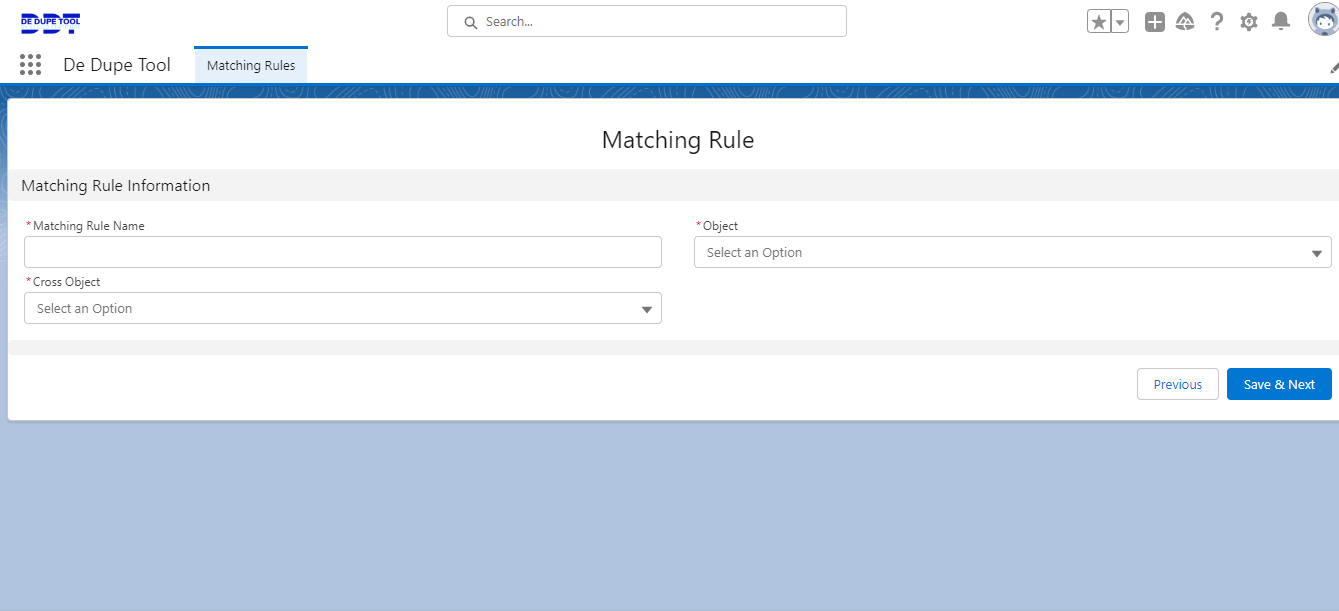 DE DUPE TOOL
DDT
Search...
De Dupe Tool
Matching Rules
Matching Rule
Matching Rule Information
*Matching Rule Name
*Object
Select an Option
*Cross Object
Select an Option
Previous
Save & Next